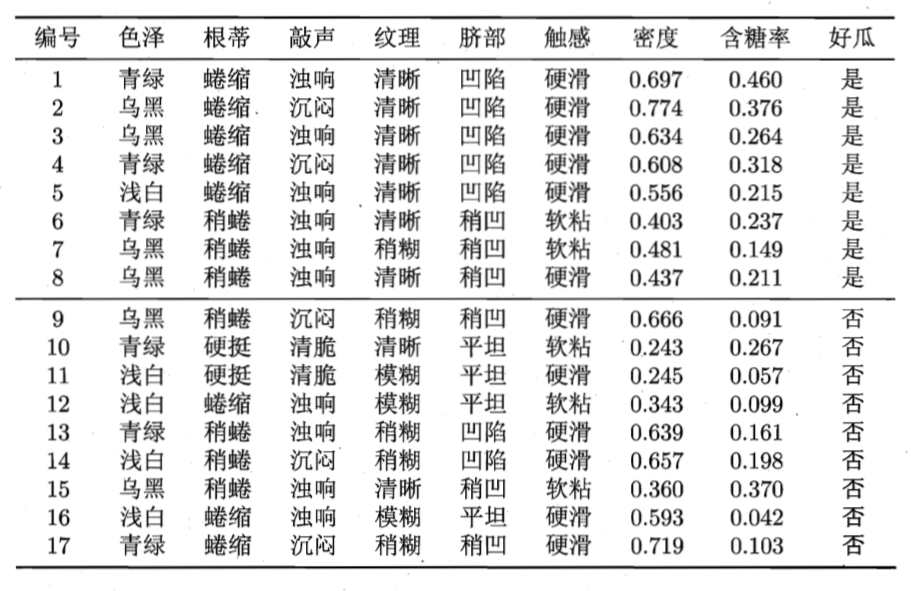 编号 色泽 根蒂 敲声 纹理 脐部 触感 密度 含糖率 好瓜
1 青绿 蜷缩 浊响 清晰 凹陷 硬滑 0.697 0.460 是
2 乌黑 蜷缩 沉闷 清晰 凹陷 硬滑 0.774 0.376 是
3 乌黑 蜷缩 浊响 清晰 凹陷 硬滑 0.634 0.264 是
4 青绿 蜷缩 沉闷 清晰 凹陷 硬滑 0.608 0.318 是
5 浅白 蜷缩 浊响 清晰 凹陷 硬滑 0.556 0.215 是
6 青绿 稍蜷 浊响 清晰 稍凹 软粘 0.403 0.237 是
7 乌黑 稍蜷 浊响 稍糊 稍凹 软粘 0.481 0.149 是
8 乌黑 稍蜷 浊响 清晰 稍凹 硬滑 0.437 0.211 是
9 乌黑 稍蜷 沉闷 稍糊 稍凹 硬滑 0.666 0.091 否
10 青绿 硬挺 清脆 清晰 平坦 软粘 0.243 0.267 否
11 浅白 硬挺 清脆 模糊 平坦 硬滑 0.245 0.057 否
12 浅白 蜷缩 浊响 模糊 平坦 软粘 0.343 0.099 否
13 青绿 稍蜷 浊响 稍糊 凹陷 硬滑 0.639 0.161 否
14 浅白 稍蜷 沉闷 稍糊 凹陷 硬滑 0.657 0.198 否
15 乌黑 稍蜷 浊响 清晰 稍凹 软粘 0.360 0.370 否
16 浅白 蜷缩 浊响 模糊 平坦 硬滑 0.593 0.042 否
17 青绿 蜷缩 沉闷 稍糊 稍凹 硬滑 0.719 0.103 否